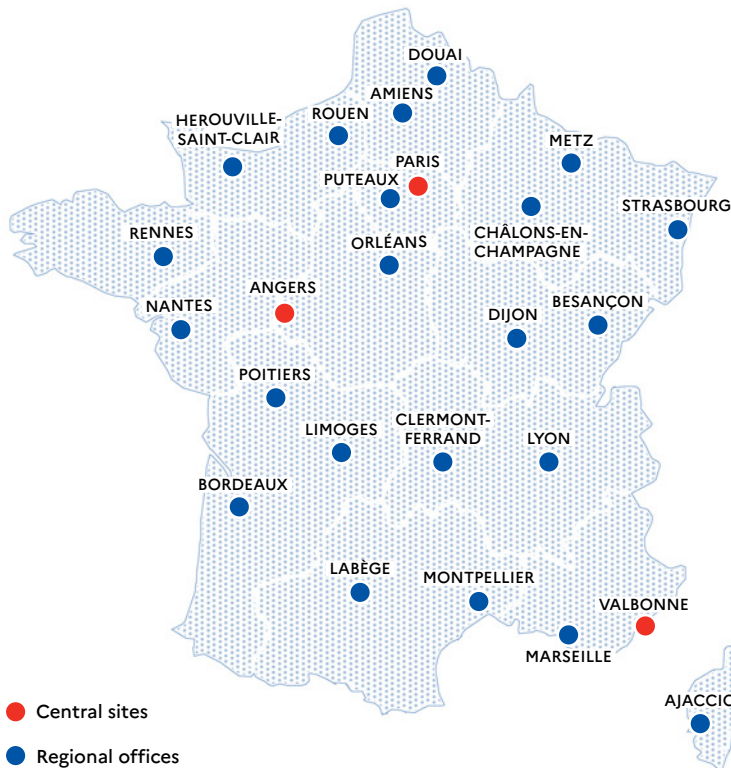 DOUAI
AMIENS
ROUEN
HEROUVILLE-
SAINT-CLAIR
METZ
PARIS
PUTEAUX
STRASBOURG
CHÂLONS-EN-
CHAMPAGNE
RENNES
ORLÉANS
ANGERS
NANTES
BESANÇON
DIJON
POITIERS
LIMOGES
CLERMONT-
FERRAND
LYON
BORDEAUX
LABÈGE
MONTPELLIER
VALBONNE
MARSEILLE
AJACCIO
Central sites
Regional offices